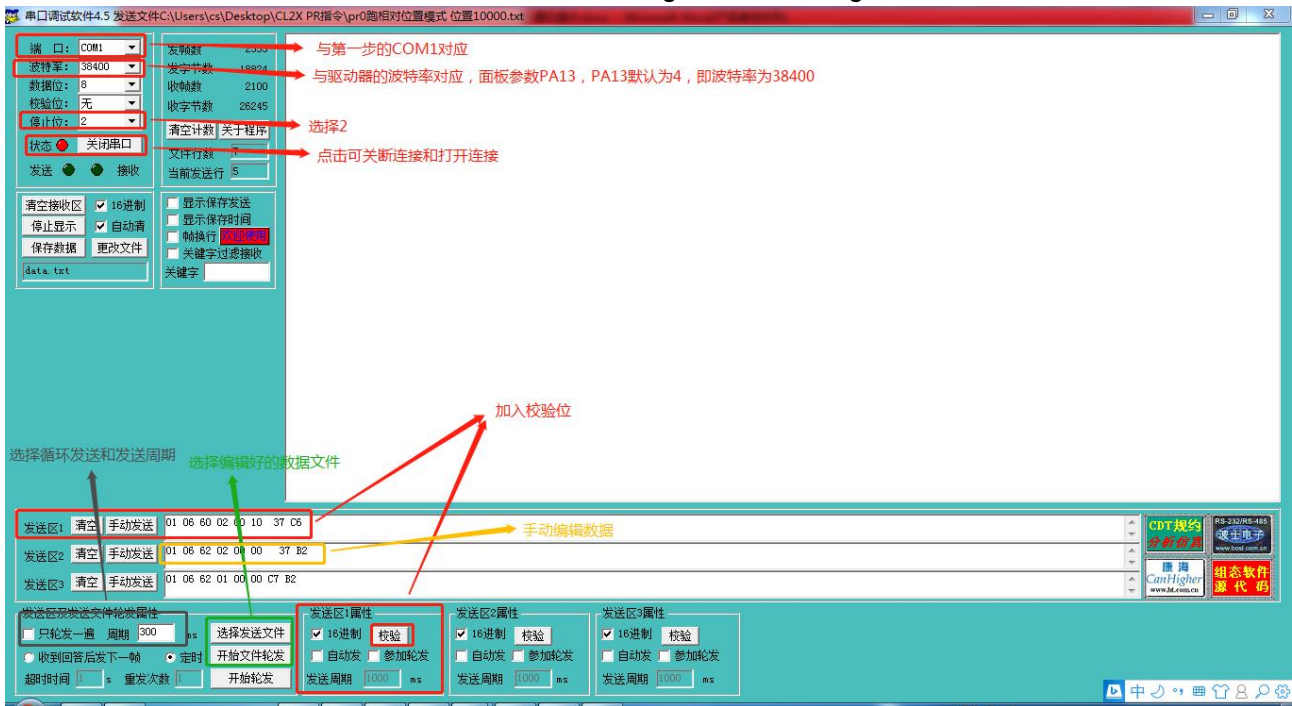 串口调试软件4.5 发送文件C:\Users\cs\Desktop\CL2X PR指令\pr0跑相对位置模式 位置10000.txt
端 口： COM1
波特率： 38400
数据位： 8
校验位： 无
停止位： 2
状态 关闭串口
发送 接收
发帧数
发字节数 18824
收帧数 2100
收字节数 26245
清空计数 关于程序
文件行数 7
当前发送行 5
与第一步的COM1对应
与驱动器的波特率对应，面板参数PA13，PA13默认为4，即波特率为38400
选择2
点击可关断连接和打开连接
清空接收区 16进制
停止显示 自动清
保存数据 更改文件
data.txt
显示保存发送
显示保存时间
帧换行 欢迎使用
关键字过滤接收
关键字
加入校验位
选择循环发送和发送周期
选择编辑好的数据文件
发送区1 清空 手动发送 01 06 60 02 00 10 37 C6
手动编辑数据
发送区2 清空 手动发送 01 06 62 02 00 00 37 B2
发送区3 清空 手动发送 01 06 62 01 00 00 C7 B2
CDT规约
分析仿真
RS-232/RS-485
波士电子
www.bosi.com.cn
康海
CanHigher
www.ht.com.cn
组态软件
源代码
发送区及发送文件轮发属性
只轮发一遍 周期 300 ms
收到回答后发下一帧 定时
超时时间 1 s 重发次数 1
选择发送文件
开始文件轮发
开始轮发
发送区1属性
16进制 校验
自动发 参加轮发
发送周期 1000 ms
发送区2属性
16进制 校验
自动发 参加轮发
发送周期 1000 ms
发送区3属性
16进制 校验
自动发 参加轮发
发送周期 1000 ms
中